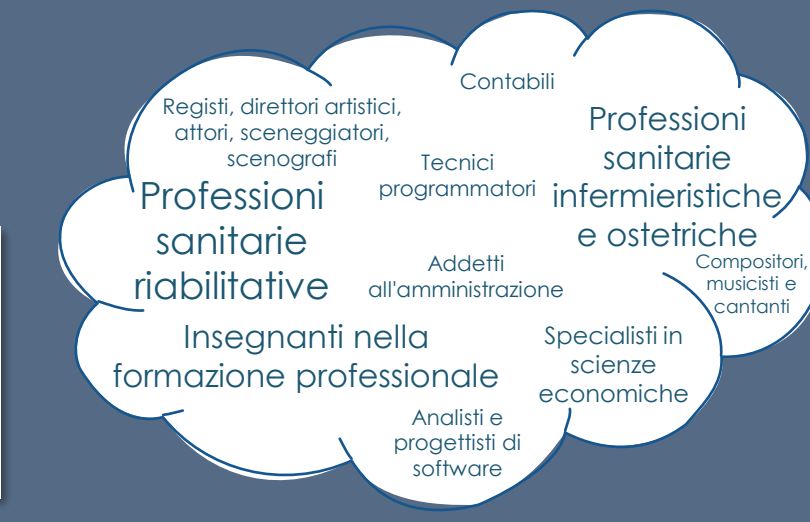 Contabili
Registi, direttori artistici,
attori, sceneggiatori,
scenografi
Tecnici
programmatori
Professioni
sanitarie
infermieristiche
e ostetriche
Professioni
sanitarie
riabilitative
Addetti
all'amministrazione
Compositori,
musicisti e
cantanti
Insegnanti nella
formazione professionale
Specialisti in
scienze
economiche
Analisti e
progettisti di
software